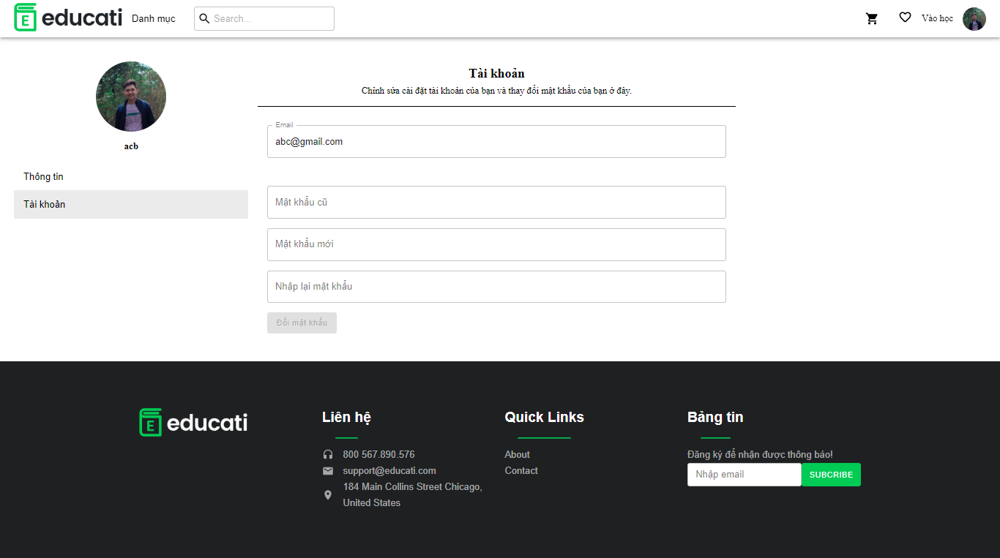 educati
Danh mục
Search...
Vào học
acb
Thông tin
Tài khoản
Tài khoản
Chỉnh sửa cài đặt tài khoản của bạn và thay đổi mật khẩu của bạn ở đây.
Email
abc@gmail.com
Mật khẩu cũ
Mật khẩu mới
Nhập lại mật khẩu
Đổi mật khẩu
E educati
Liên hệ
800 567.890.576
support@educati.com
184 Main Collins Street Chicago,
United States
Quick Links
About
Contact
Bảng tin
Đăng ký để nhận được thông báo!
Nhập email
SUBCRIBE